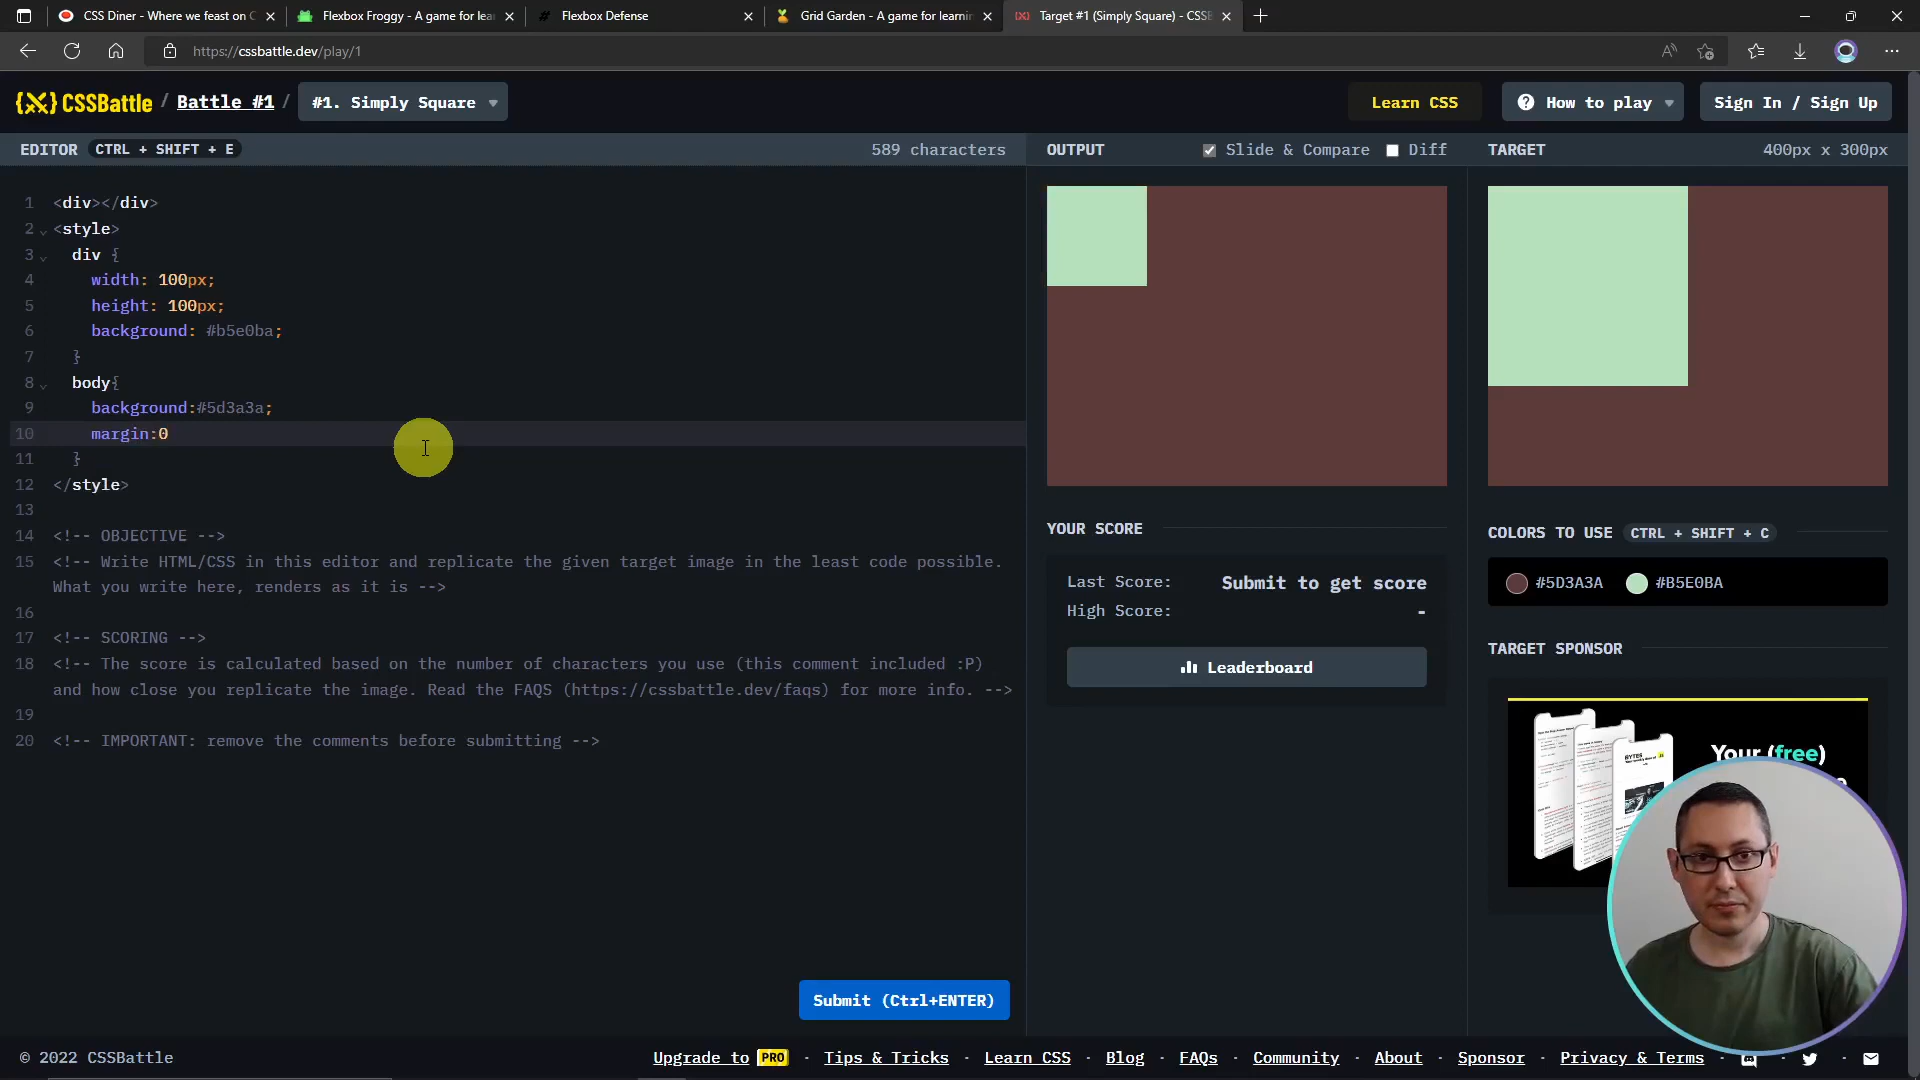 CSS Diner - Where we feast on C
Flexbox Froggy - A game for lea
Flexbox Defense
Grid Garden - A game for learnin
Target #1 (Simply Square) - CSSB
https://cssbattle.dev/play/1
{X} CSSBattle / Battle #1 / #1. Simply Square
Learn CSS
? How to play
Sign In / Sign Up
EDITOR CTRL + SHIFT + E 589 characters
OUTPUT Slide & Compare Diff
TARGET 400px x 300px
1 <div></div>
2 <style>
3 div {
4 width: 100px;
5 height: 100px;
6 background: #b5e0ba;
7 }
8 body{
9 background:#5d3a3a;
10 margin:0
11 }
12 </style>
13
14 <!-- OBJECTIVE -->
15 <!-- Write HTML/CSS in this editor and replicate the given target image in the least code possible.
What you write here, renders as it is -->
16
17 <!-- SCORING -->
18 <!-- The score is calculated based on the number of characters you use (this comment included :P)
and how close you replicate the image. Read the FAQS (https://cssbattle.dev/faqs) for more info. -->
19
20 <!-- IMPORTANT: remove the comments before submitting -->
Submit (Ctrl+ENTER)
YOUR SCORE
Last Score: Submit to get score
High Score: -
Leaderboard
COLORS TO USE CTRL + SHIFT + C
#5D3A3A #B5E0BA
TARGET SPONSOR
Your (free)
BYTES
© 2022 CSSBattle
Upgrade to PRO · Tips & Tricks · Learn CSS · Blog · FAQs · Community · About · Sponsor · Privacy & Terms ·